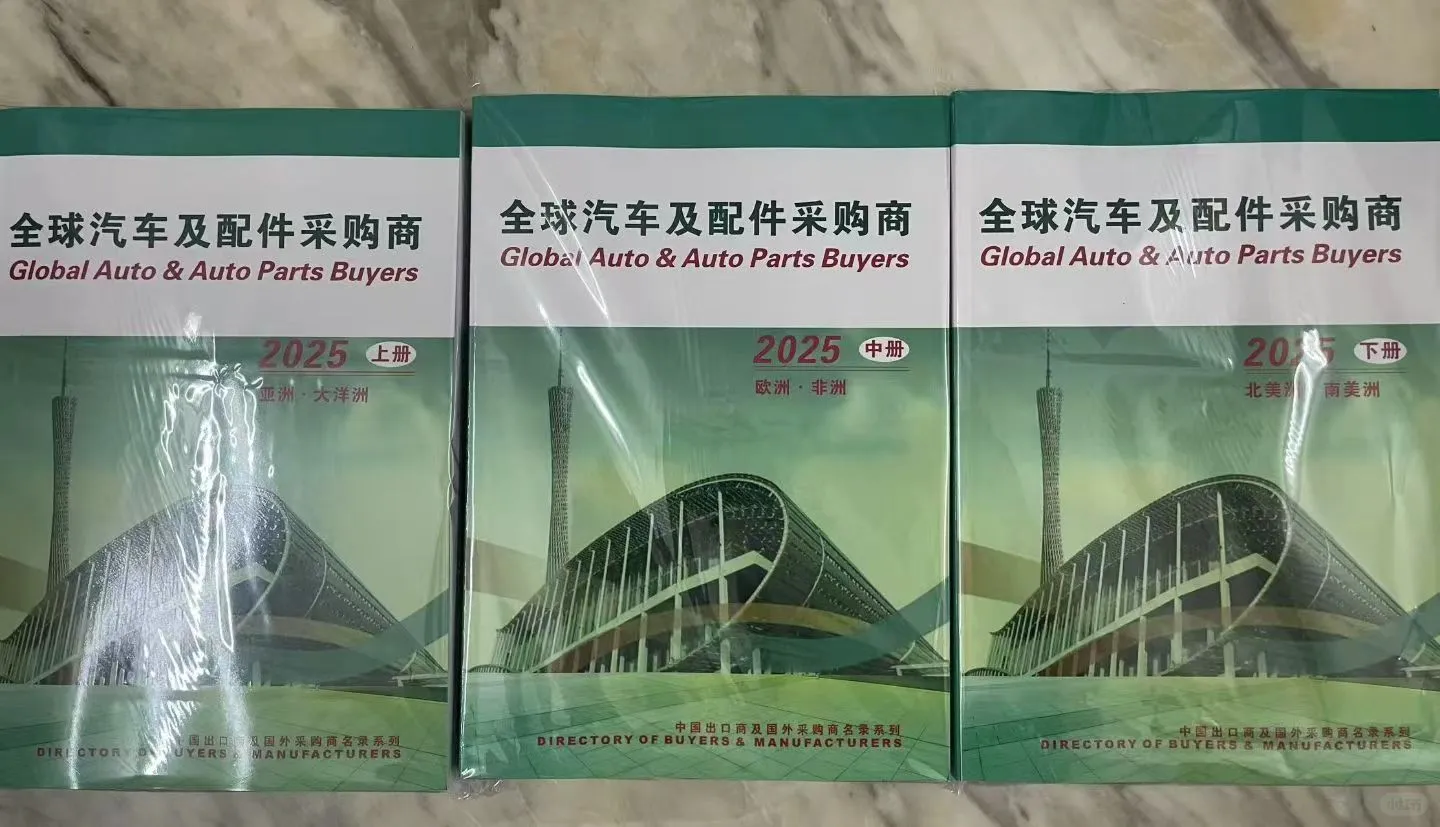 全球汽车及配件采购商
Global Auto & Auto Parts Buyers
2025 上册
亚洲·大洋洲
中国出口商及国外采购商名录系列
DIRECTORY OF BUYERS & MANUFACTURERS
全球汽车及配件采购商
Global Auto & Auto Parts Buyers
2025 中册
欧洲·非洲
中国出口商及国外采购商名录系列
DIRECTORY OF BUYERS & MANUFACTURERS
全球汽车及配件采购商
Global Auto & Auto Parts Buyers
2025 下册
北美洲·南美洲
中国出口商及国外采购商名录系列
DIRECTORY OF BUYERS & MANUFACTURERS
小红书